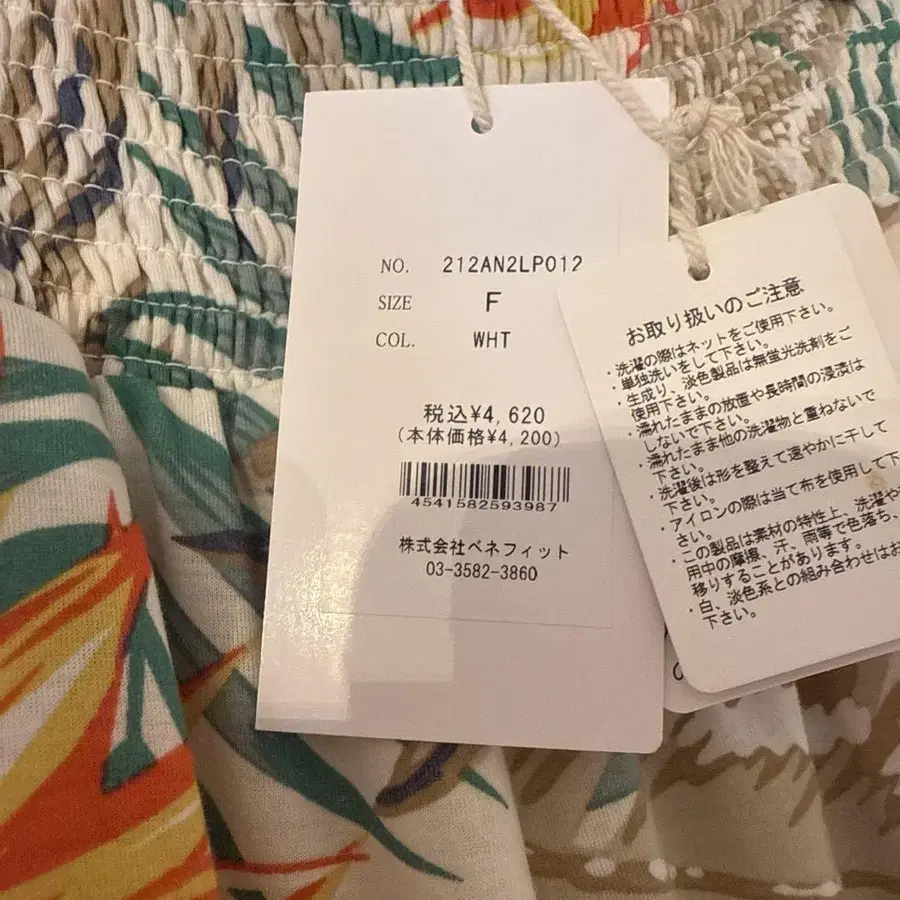 NO. 212AN2LP012
SIZE F
COL. WHT
税込¥4,620
(本体価格¥4,200)
4541582593987
株式会社ベネフィット
03-3582-3860
お取り扱いのご注意
・洗濯の際はネットをご使用下さい。
・単独洗いをして下さい。
・生成り、淡色製品は無蛍光洗剤をご
使用下さい。
・濡れたままの放置や長時間の浸漬は
しないで下さい。
・濡れたまま他の洗濯物と重ねないで
下さい。
・洗濯後は形を整えて速やかに干して
下さい。
・アイロンの際は当て布を使用して下
さい。
・この製品は素材の特性上、洗濯や
用中の摩擦、汗、雨等で色落ち、
移りすることがあります。
・白、淡色系との組み合わせはお
下さい。